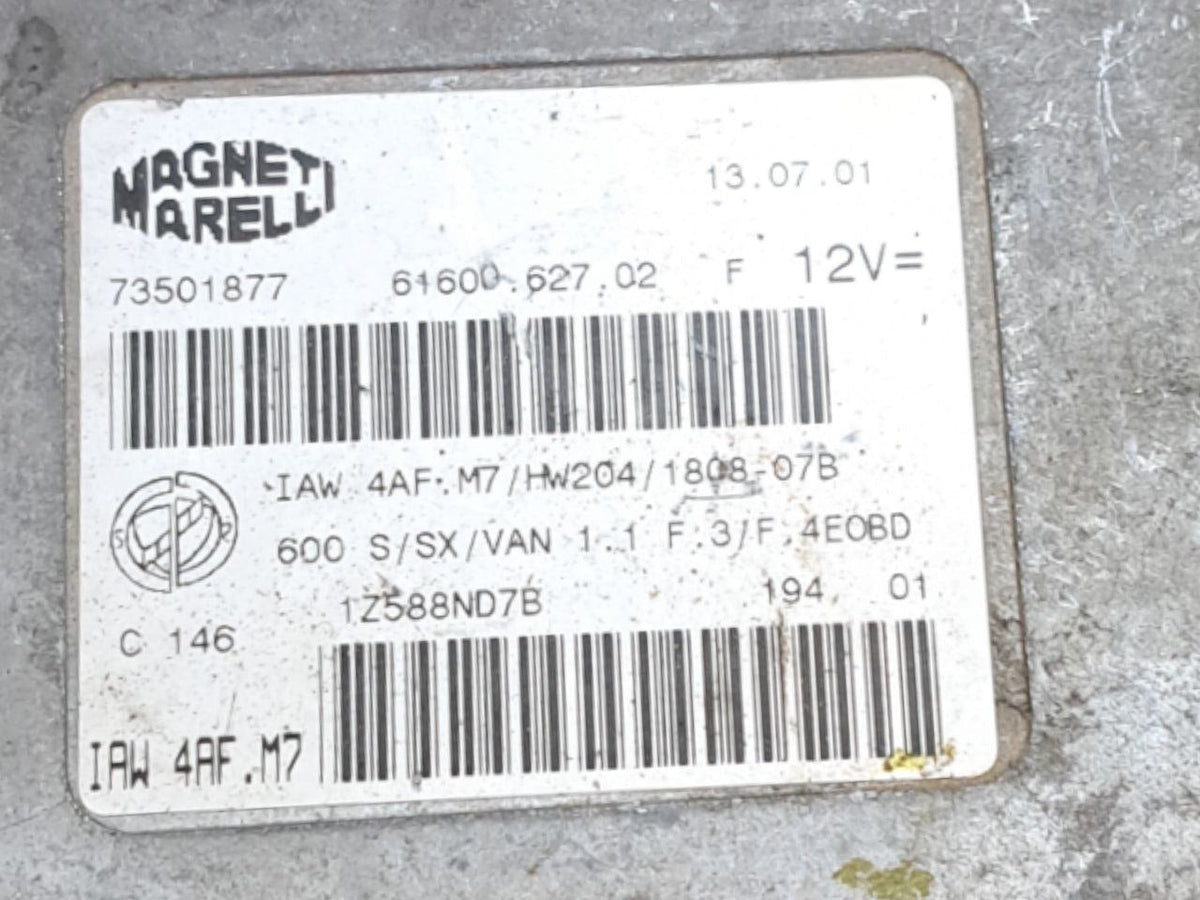 MAGNETI
MARELLI
13.07.01
73501877 61600.627.02 F 12V=
IAW 4AF.M7/HW204/1808-07B
600 S/SX/VAN 1.1 F.3/F.4EOBD
1Z588ND7B 194 01
C 146
IAW 4AF.M7